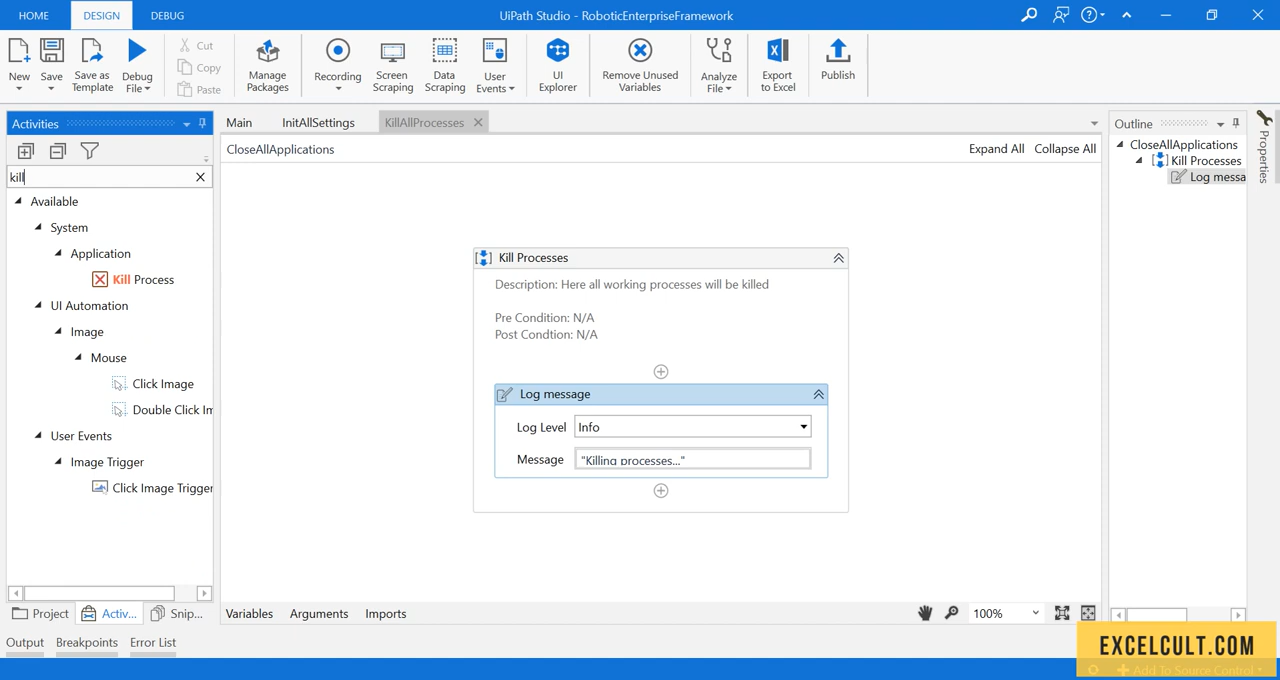 HOME DESIGN DEBUG
UiPath Studio - RoboticEnterpriseFramework
New
Save
Save as Template
Debug File
Cut
Copy
Paste
Manage Packages
Recording
Screen Scraping
Data Scraping
User Events
UI Explorer
Remove Unused Variables
Analyze File
Export to Excel
Publish
Activities
kill
Available
System
Application
Kill Process
UI Automation
Image
Mouse
Click Image
Double Click Im
User Events
Image Trigger
Click Image Trigger
Project Activ... Snip...
Output Breakpoints Error List
Main InitAllSettings KillAllProcesses
CloseAllApplications Expand All Collapse All
Kill Processes
Description: Here all working processes will be killed
Pre Condition: N/A
Post Condtion: N/A
Log message
Log Level Info
Message "Killing processes..."
Variables Arguments Imports 100%
Outline
CloseAllApplications
Kill Processes
Log messa
Properties
EXCELCULT.COM
Add to Source Control